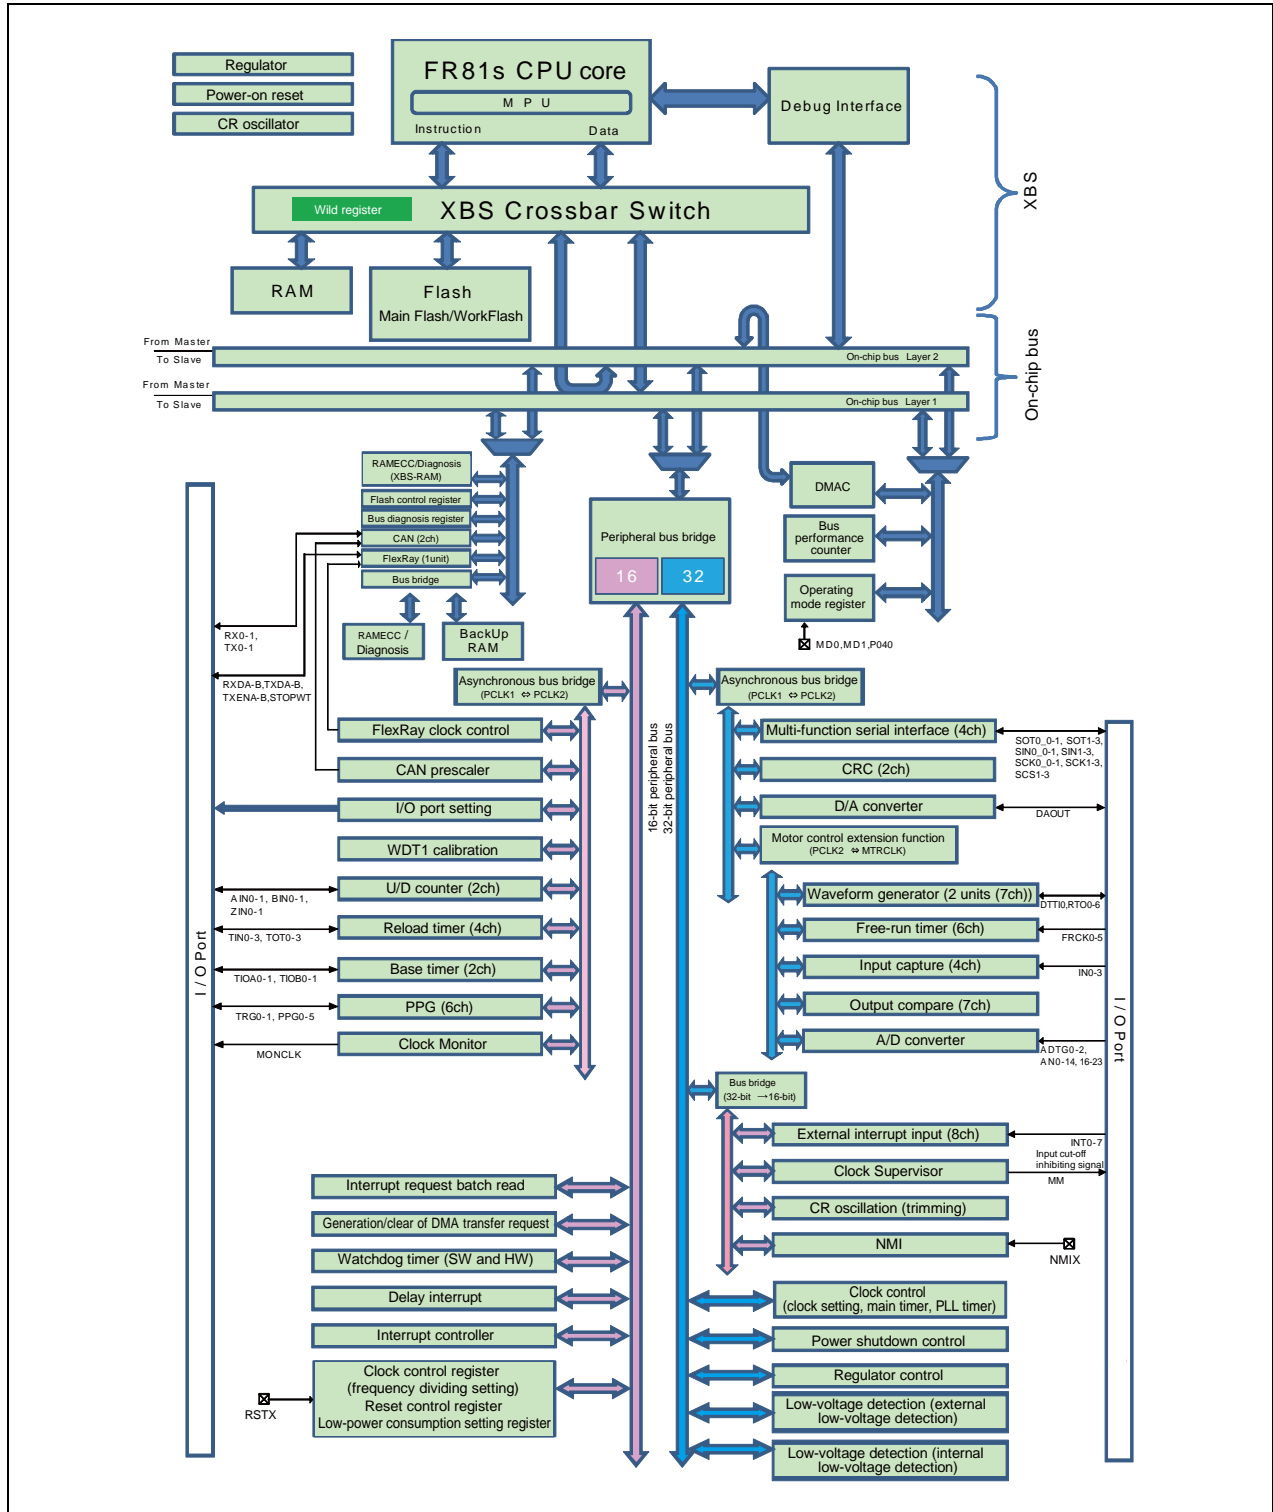 Regulator
Power-on reset
CR oscillator
FR81s CPU core
M P U
Instruction
Data
Debug Interface
XBS
Wild register
XBS Crossbar Switch
RAM
Flash
Main Flash/WorkFlash
From Master
To Slave
On-chip bus Layer 2
From Master
To Slave
On-chip bus Layer 1
On-chip bus
RAMECC/Diagnosis
(XBS-RAM)
Flash control register
Bus diagnosis register
CAN (2ch)
FlexRay (1unit)
Bus bridge
RAMECC /
Diagnosis
BackUp
RAM
Peripheral bus bridge
16
32
DMAC
Bus
performance
counter
Operating
mode register
MD0,MD1,P040
RX0-1,
TX0-1
RXDA-B,TXDA-B,
TXENA-B,STOPWT
Asynchronous bus bridge
(PCLK1 ⇔ PCLK2)
FlexRay clock control
CAN prescaler
I/O port setting
WDT1 calibration
U/D counter (2ch)
AIN0-1, BIN0-1,
ZIN0-1
Reload timer (4ch)
TIN0-3, TOT0-3
Base timer (2ch)
TIOA0-1, TIOB0-1
PPG (6ch)
TRG0-1, PPG0-5
Clock Monitor
MONCLK
I/O Port
16-bit peripheral bus
32-bit peripheral bus
Asynchronous bus bridge
(PCLK1 ⇔ PCLK2)
Multi-function serial interface (4ch)
SOT0_0-1, SOT1-3,
SIN0_0-1, SIN1-3,
SCK0_0-1, SCK1-3,
SCS1-3
CRC (2ch)
D/A converter
DAOUT
Motor control extension function
(PCLK2 ⇔ MTRCLK)
Waveform generator (2 units (7ch))
DTTI0,RTO0-6
Free-run timer (6ch)
FRCK0-5
Input capture (4ch)
IN0-3
Output compare (7ch)
A/D converter
ADTG0-2,
AN0-14, 16-23
I/O Port
Bus bridge
(32-bit →16-bit)
External interrupt input (8ch)
INT0-7
Input cut-off
inhibiting signal
Clock Supervisor
MM
CR oscillation (trimming)
NMI
NMIX
Interrupt request batch read
Generation/clear of DMA transfer request
Watchdog timer (SW and HW)
Delay interrupt
Interrupt controller
Clock control register
(frequency dividing setting)
Reset control register
Low-power consumption setting register
RSTX
Clock control
(clock setting, main timer, PLL timer)
Power shutdown control
Regulator control
Low-voltage detection (external
low-voltage detection)
Low-voltage detection (internal
low-voltage detection)